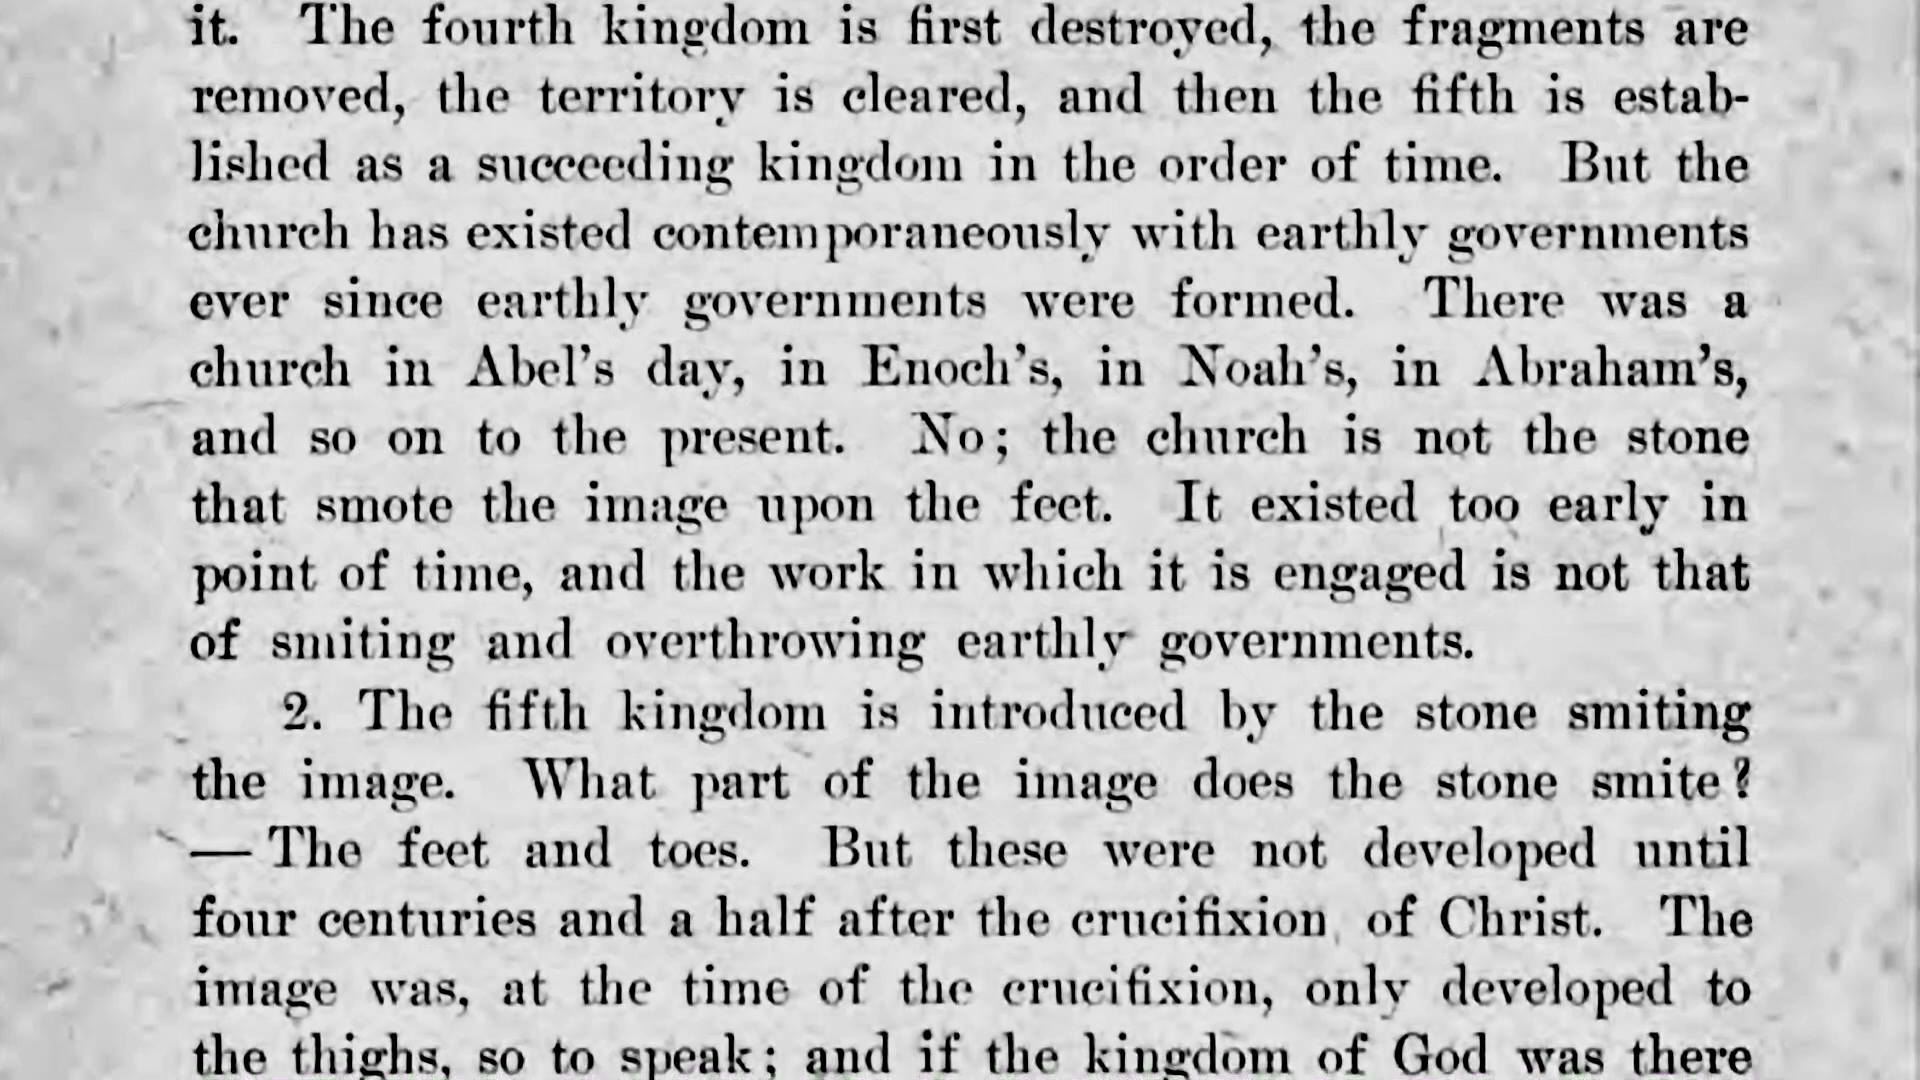 it. The fourth kingdom is first destroyed, the fragments are
removed, the territory is cleared, and then the fifth is estab-
lished as a succeeding kingdom in the order of time. But the
church has existed contemporaneously with earthly governments
ever since earthly governments were formed. There was a
church in Abel's day, in Enoch's, in Noah's, in Abraham's,
and so on to the present. No; the church is not the stone
that smote the image upon the feet. It existed too early in
point of time, and the work in which it is engaged is not that
of smiting and overthrowing earthly governments.
2. The fifth kingdom is introduced by the stone smiting
the image. What part of the image does the stone smite?
— The feet and toes. But these were not developed until
four centuries and a half after the crucifixion of Christ. The
image was, at the time of the crucifixion, only developed to
the thighs, so to speak; and if the kingdom of God was there